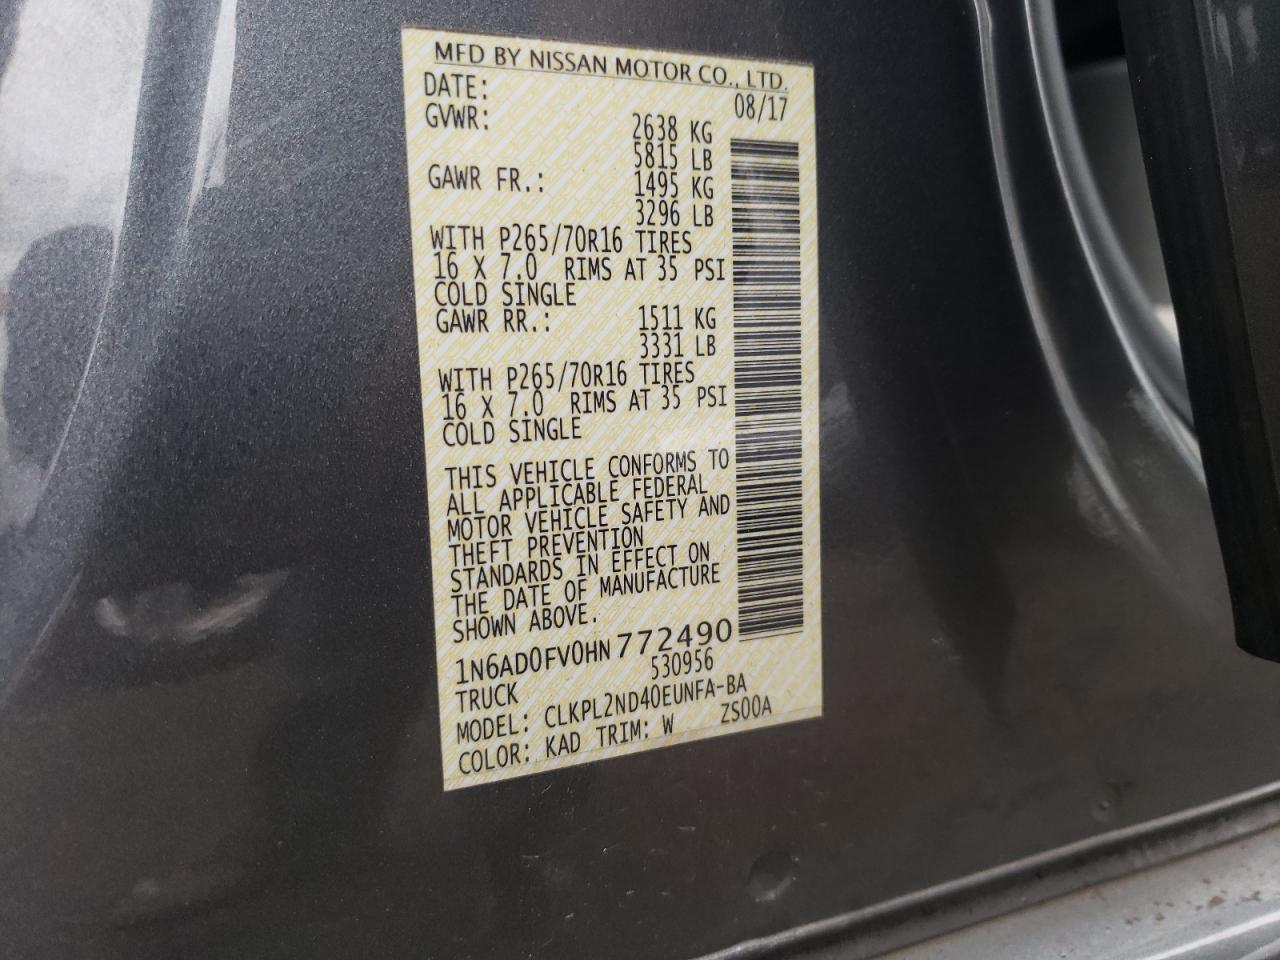 MFD BY NISSAN MOTOR CO., LTD.
DATE: 08/17
GVWR: 2638 KG
5815 LB
GAWR FR.: 1495 KG
3296 LB
WITH P265/70R16 TIRES
16 X 7.0 RIMS AT 35 PSI
COLD SINGLE
GAWR RR.: 1511 KG
3331 LB
WITH P265/70R16 TIRES
16 X 7.0 RIMS AT 35 PSI
COLD SINGLE
THIS VEHICLE CONFORMS TO
ALL APPLICABLE FEDERAL
MOTOR VEHICLE SAFETY AND
THEFT PREVENTION
STANDARDS IN EFFECT ON
THE DATE OF MANUFACTURE
SHOWN ABOVE.
1N6AD0FV0HN772490
TRUCK 530956
MODEL: CLKPL2ND40EUNFA-BA
COLOR: KAD TRIM: W ZS00A